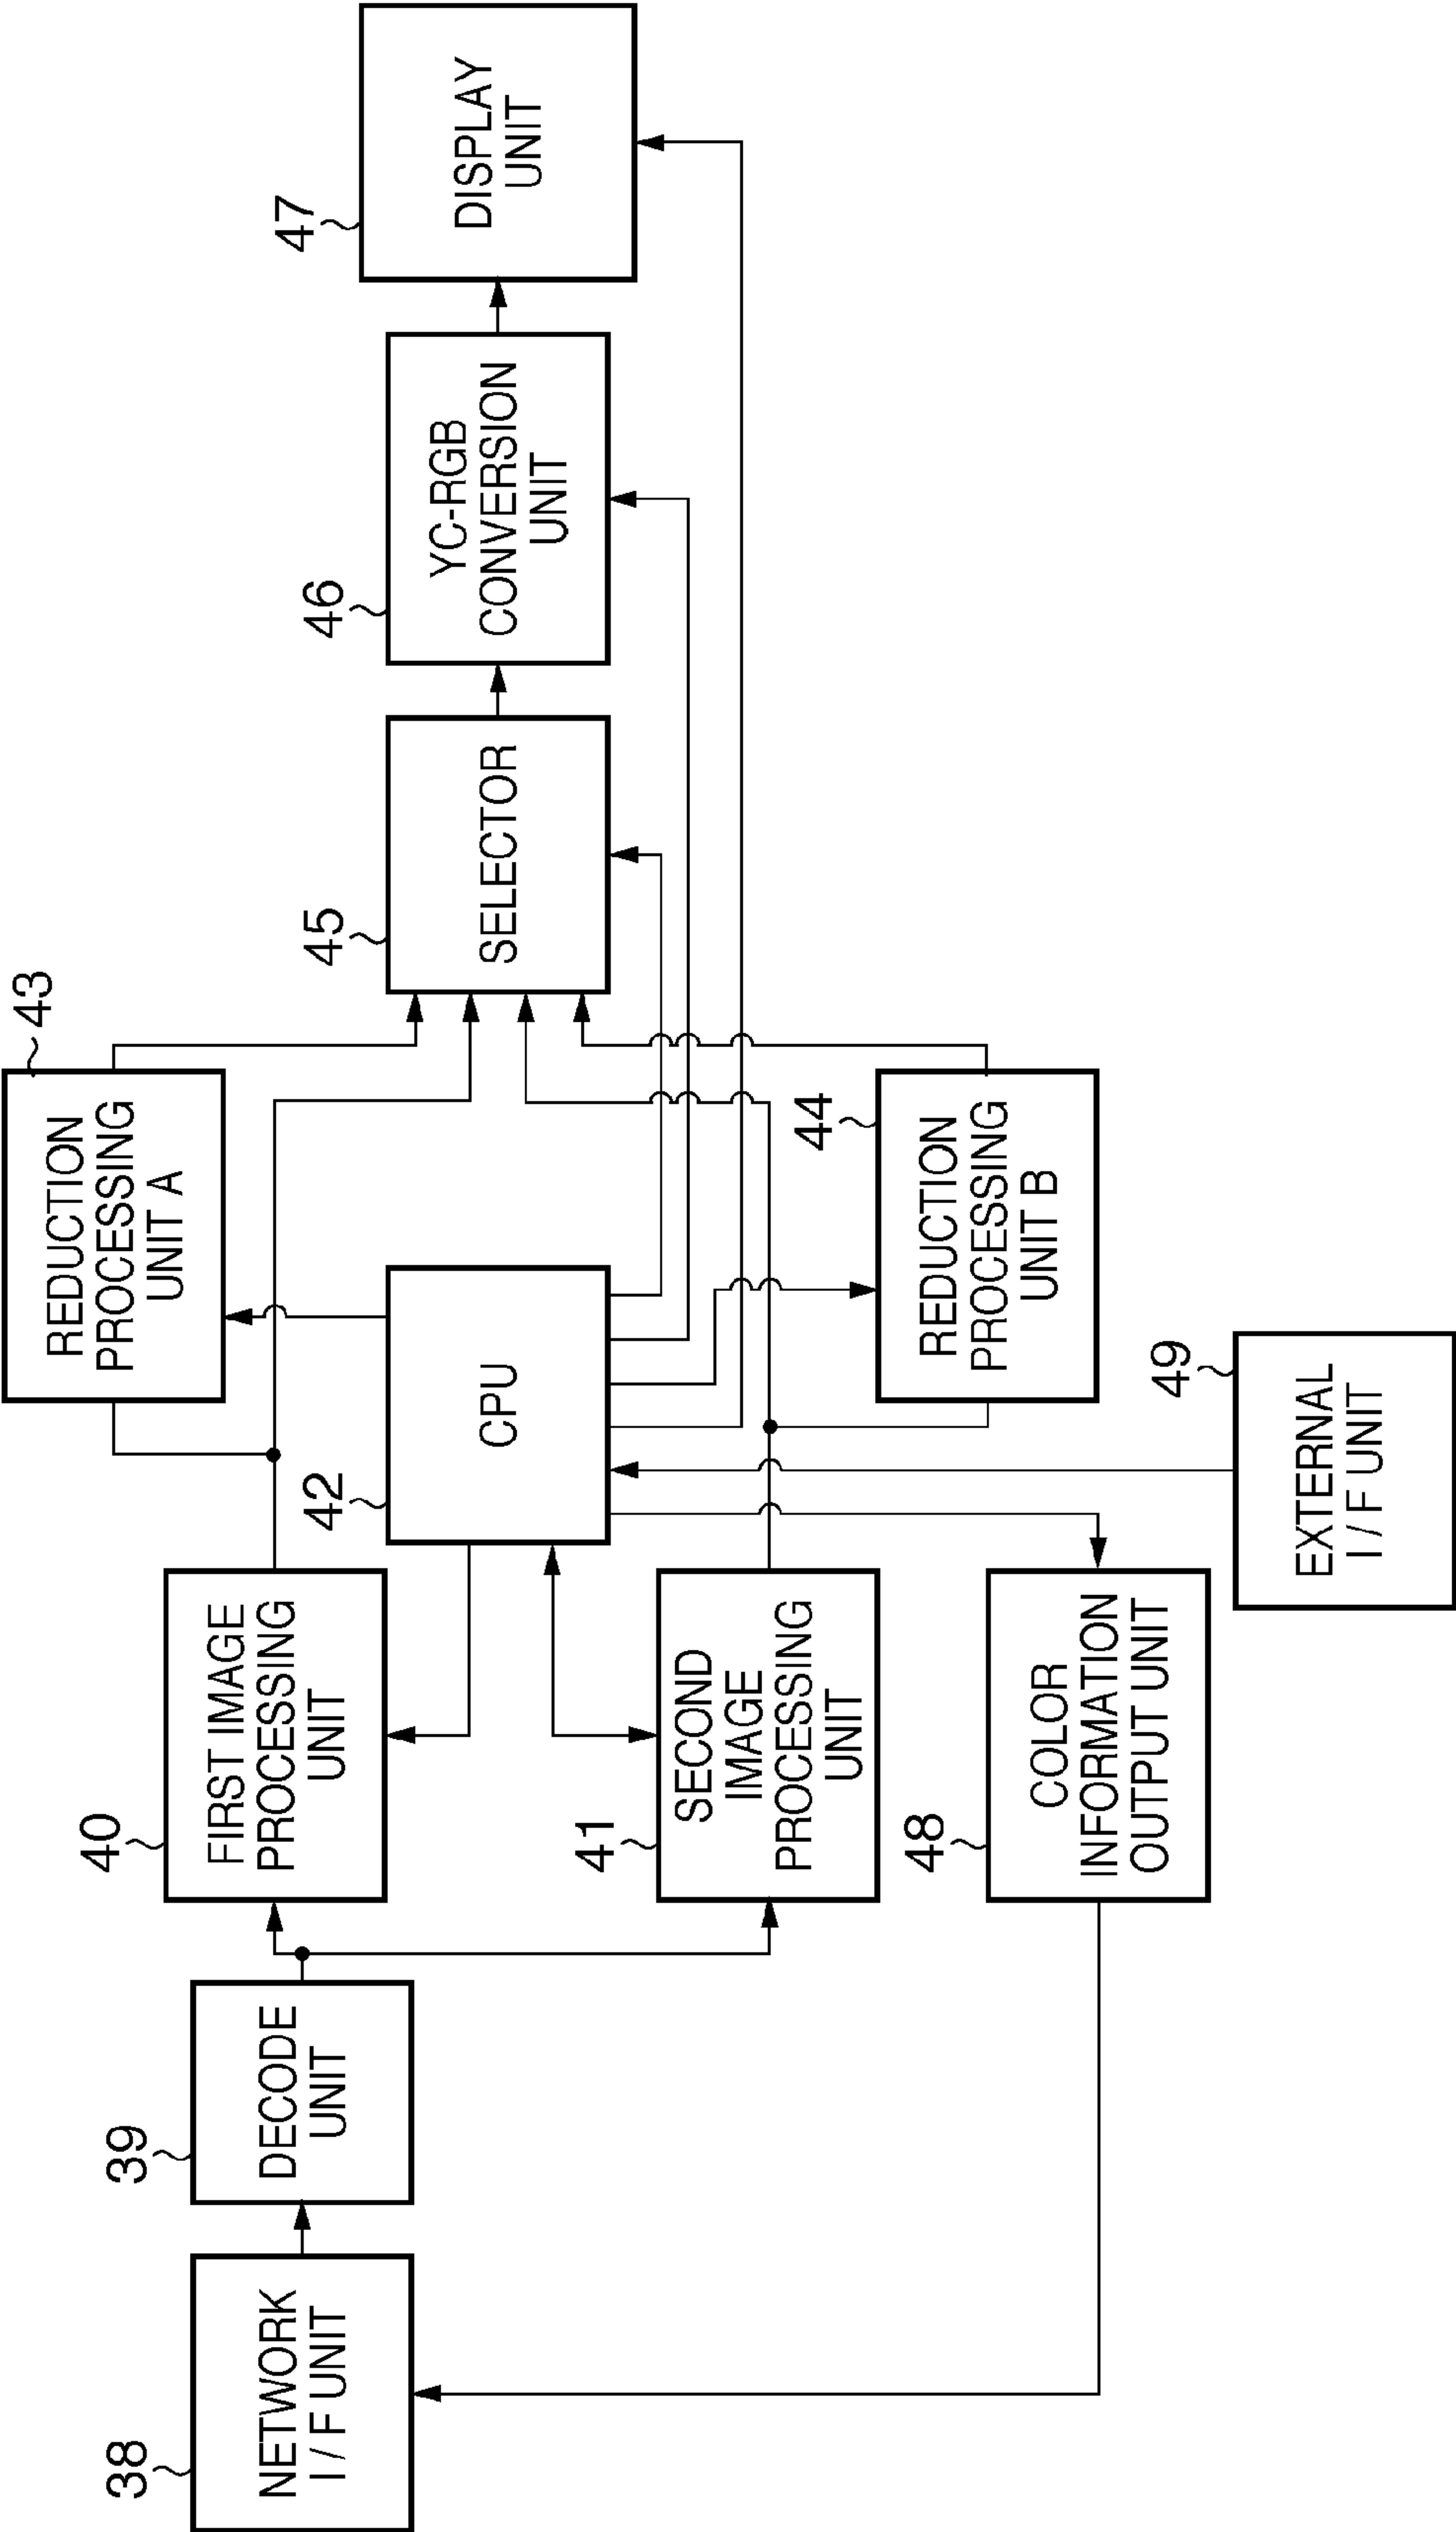 38
NETWORK
I / F UNIT
39
DECODE
UNIT
40
FIRST IMAGE
PROCESSING
UNIT
41
SECOND
IMAGE
PROCESSING
UNIT
48
COLOR
INFORMATION
OUTPUT UNIT
42
CPU
43
REDUCTION
PROCESSING
UNIT A
44
REDUCTION
PROCESSING
UNIT B
49
EXTERNAL
I / F UNIT
45
SELECTOR
46
YC-RGB
CONVERSION
UNIT
47
DISPLAY
UNIT